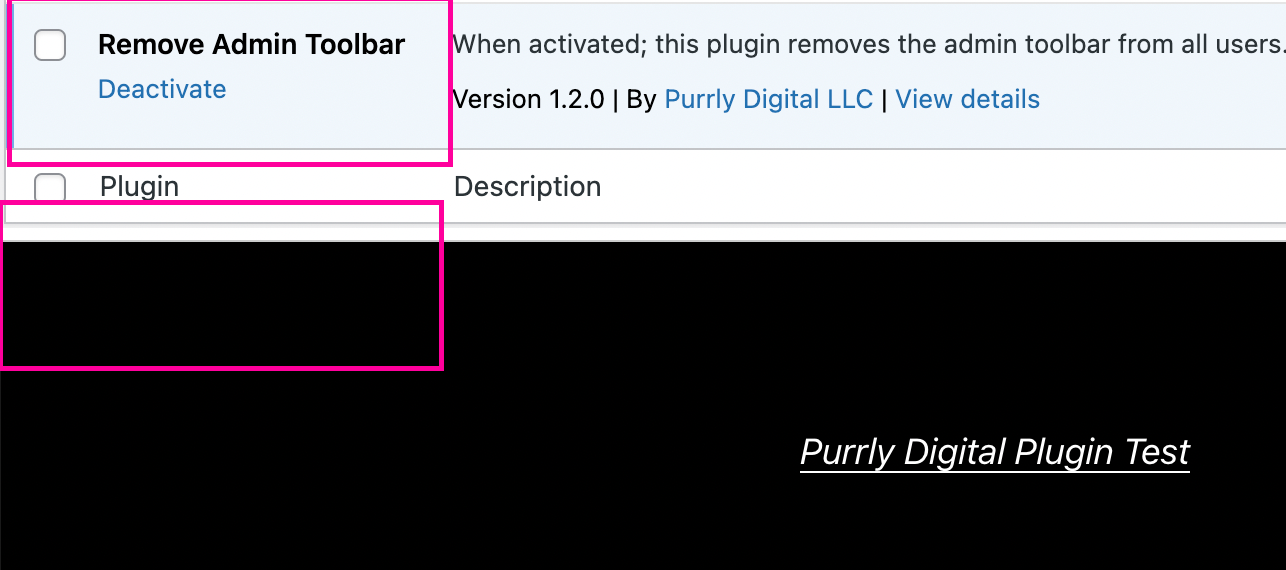 Remove Admin Toolbar
When activated; this plugin removes the admin toolbar from all users.
Deactivate
Version 1.2.0 | By Purrly Digital LLC | View details
Plugin
Description
Purrly Digital Plugin Test